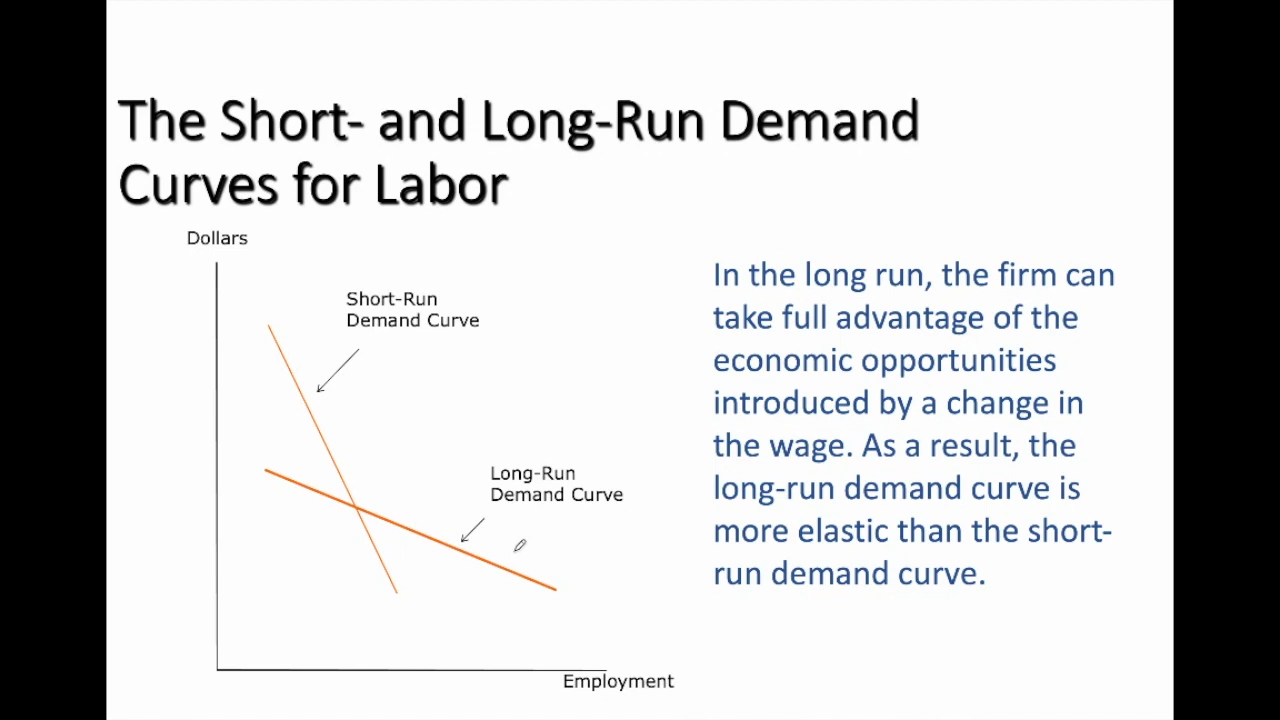 The Short- and Long-Run Demand
Curves for Labor
Dollars
Short-Run
Demand Curve
Long-Run
Demand Curve
Employment
In the long run, the firm can
take full advantage of the
economic opportunities
introduced by a change in
the wage. As a result, the
long-run demand curve is
more elastic than the short-
run demand curve.